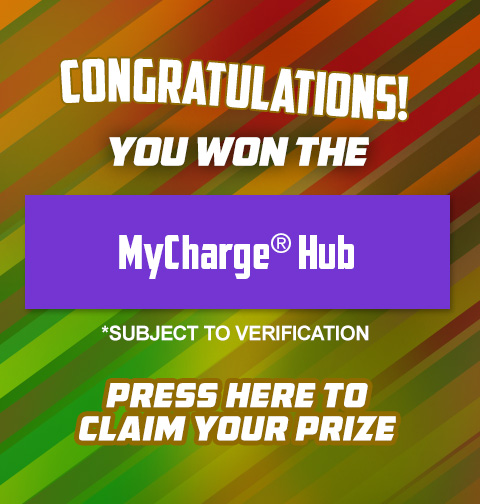 CONGRATULATIONS!
YOU WON THE
MyCharge® Hub
*SUBJECT TO VERIFICATION
PRESS HERE TO
CLAIM YOUR PRIZE